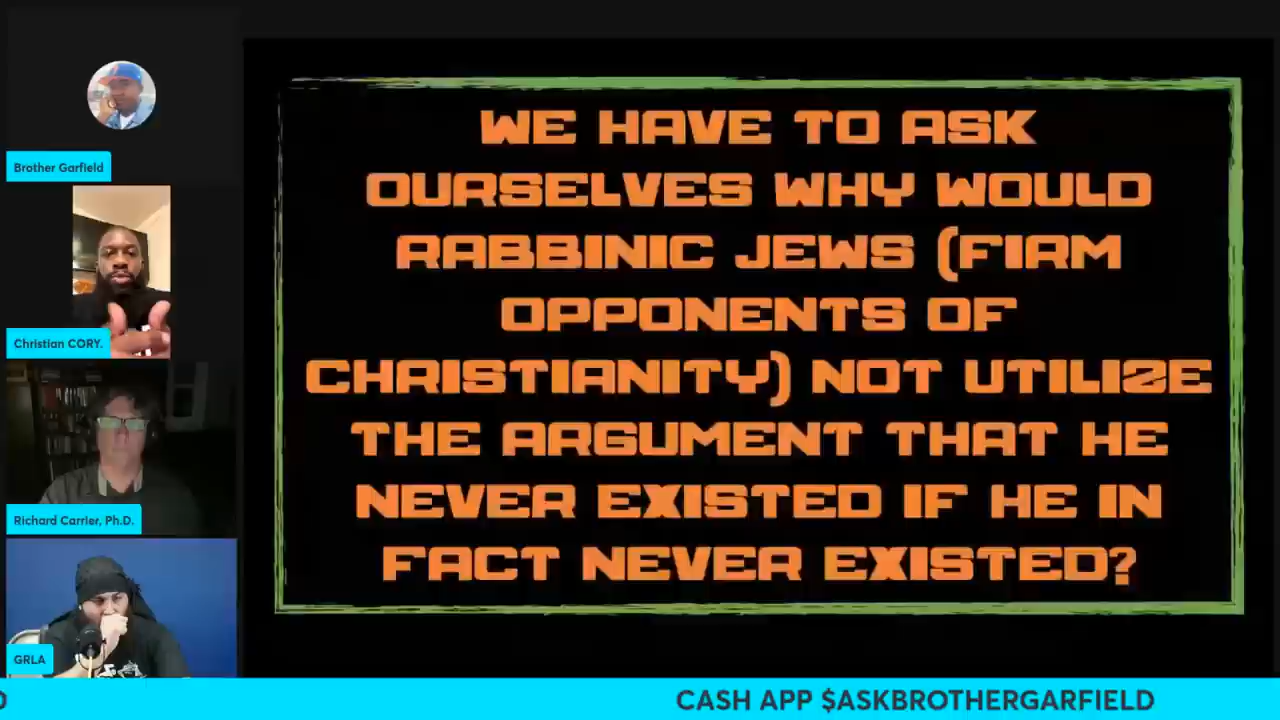 Brother Garfield
Christian CORY.
Richard Carrier, Ph.D.
GRLA
WE HAVE TO ASK
OURSELVES WHY WOULD
RABBINIC JEWS (FIRM
OPPONENTS OF
CHRISTIANITY) NOT UTILIZE
THE ARGUMENT THAT HE
NEVER EXISTED IF HE IN
FACT NEVER EXISTED?
CASH APP $ASKBROTHERGARFIELD